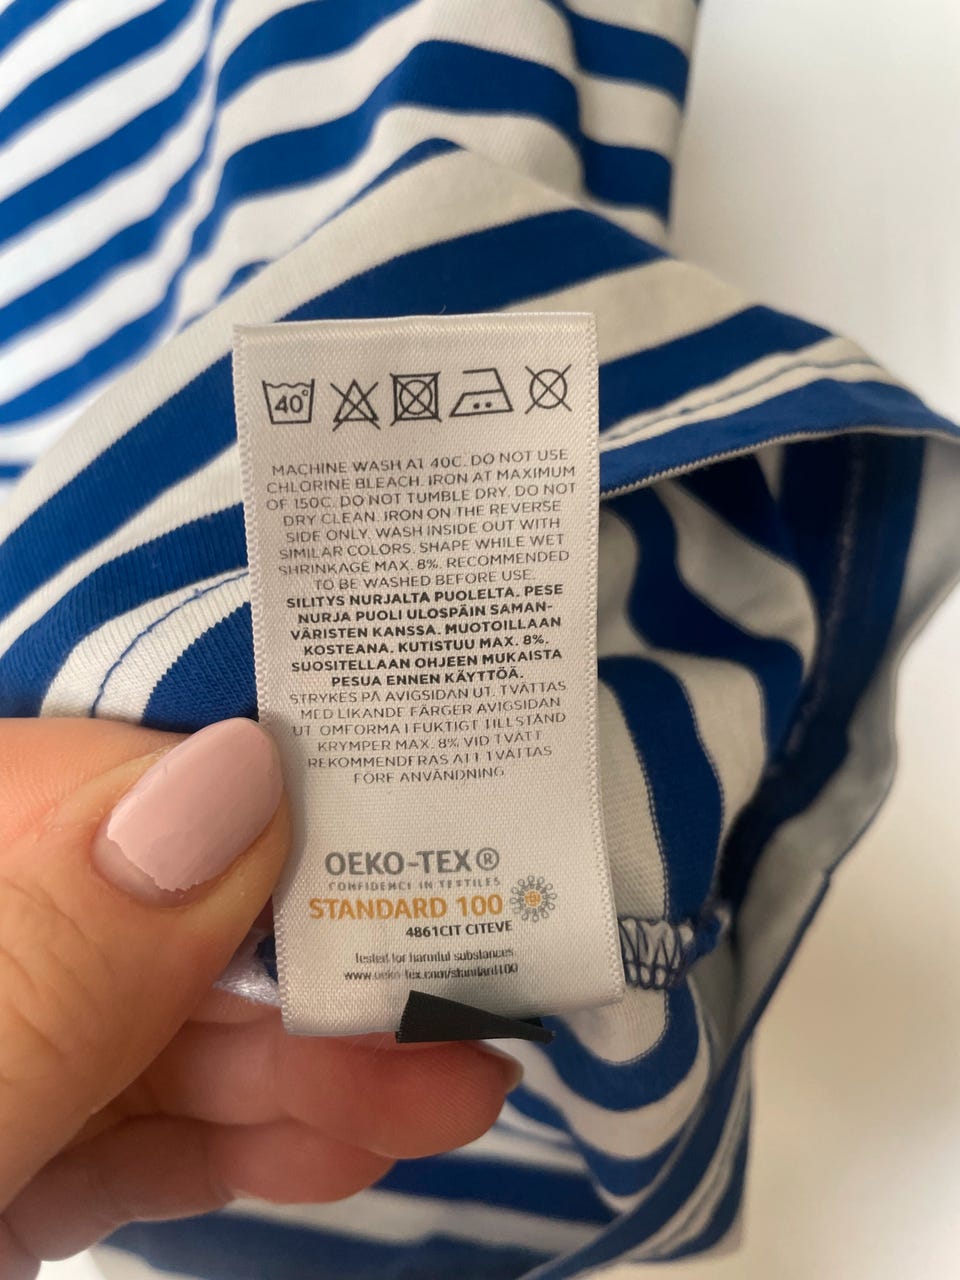 40°
MACHINE WASH AT 40C. DO NOT USE
CHLORINE BLEACH. IRON AT MAXIMUM
OF 150C. DO NOT TUMBLE DRY. DO NOT
DRY CLEAN. IRON ON THE REVERSE
SIDE ONLY. WASH INSIDE OUT WITH
SIMILAR COLORS. SHAPE WHILE WET
SHRINKAGE MAX. 8%. RECOMMENDED
TO BE WASHED BEFORE USE.
SILITYS NURJALTA PUOLELTA. PESE
NURJA PUOLI ULOSPÄIN SAMAN-
VÄRISTEN KANSSA. MUOTOILLAAN
KOSTEANA. KUTISTUU MAX. 8%.
SUOSITELLAAN OHJEEN MUKAISTA
PESUA ENNEN KÄYTTÖÄ.
STRYKES PÅ AVIGSIDAN UT. TVÄTTAS
MED LIKANDE FÄRGER AVIGSIDAN
UT OMFORMA I FUKTIGT TILLSTÅND
KRYMPER MAX. 8% VID TVÄTT
REKOMMENDERAS ATT TVÄTTAS
FÖRE ANVÄNDNING
OEKO-TEX®
CONFIDENCE IN TEXTILES
STANDARD 100
4861CIT CITEVE
Tested for harmful substances
www.oeko-tex.com/standard100